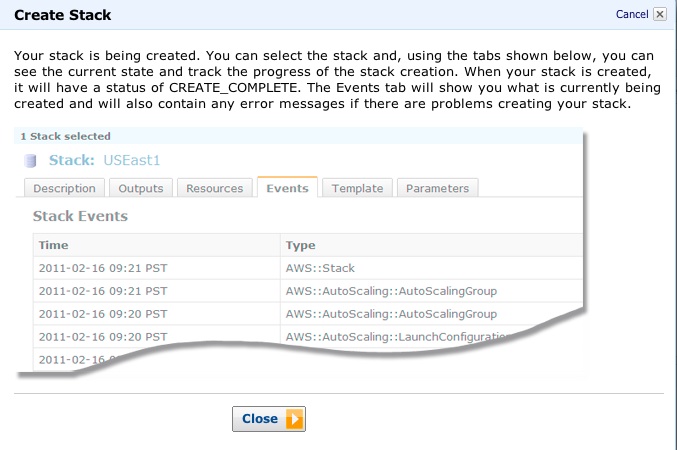 Create Stack
Cancel
Your stack is being created. You can select the stack and, using the tabs shown below, you can
see the current state and track the progress of the stack creation. When your stack is created,
it will have a status of CREATE_COMPLETE. The Events tab will show you what is currently being
created and will also contain any error messages if there are problems creating your stack.
1 Stack selected
Stack: USEast1
Description Outputs Resources Events Template Parameters
Stack Events
Time Type
2011-02-16 09:21 PST AWS::Stack
2011-02-16 09:21 PST AWS::AutoScaling::AutoScalingGroup
2011-02-16 09:20 PST AWS::AutoScaling::AutoScalingGroup
2011-02-16 09:20 PST AWS::AutoScaling::LaunchConfiguratio
2011-02-16
Close